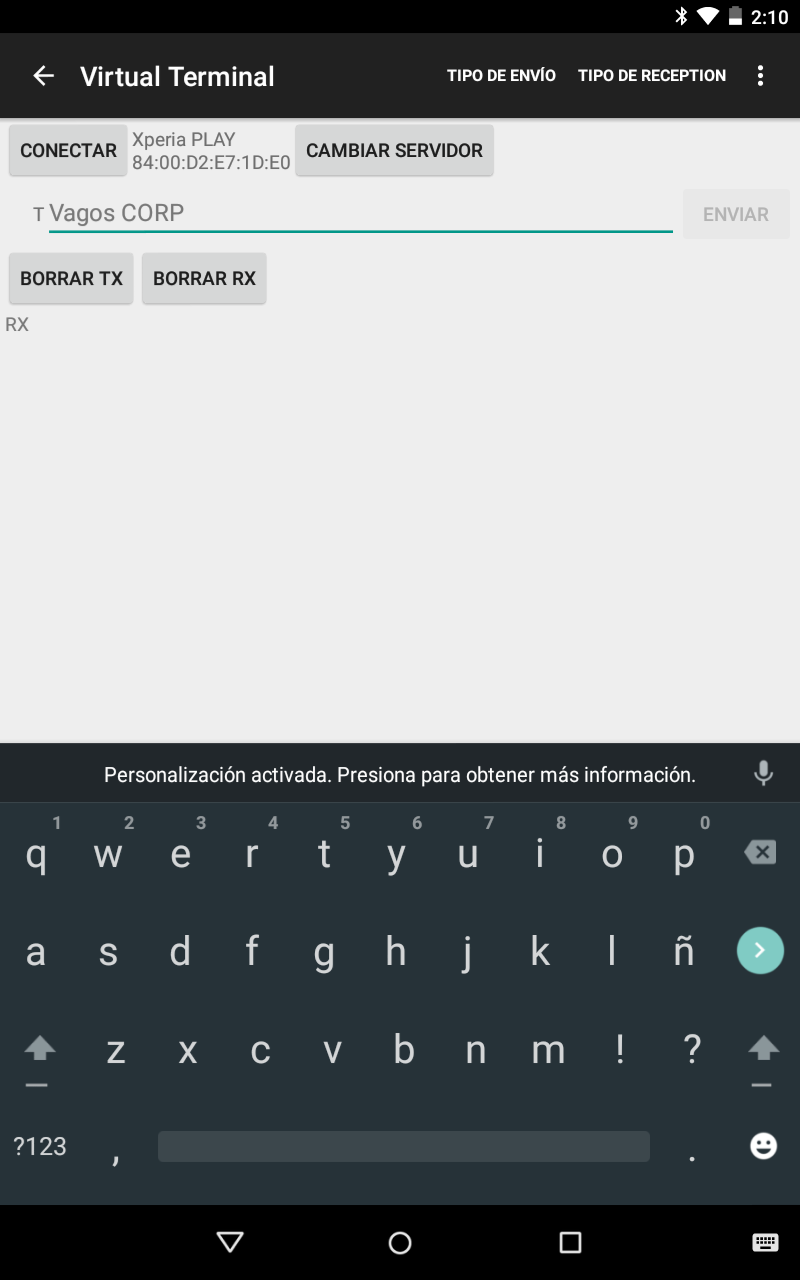 2:10
Virtual Terminal TIPO DE ENVÍO TIPO DE RECEPTION
CONECTAR Xperia PLAY CAMBIAR SERVIDOR
84:00:D2:E7:1D:E0
T Vagos CORP ENVIAR
BORRAR TX BORRAR RX
RX
Personalización activada. Presiona para obtener más información.
1 2 3 4 5 6 7 8 9 0
q w e r t y u i o p
a s d f g h j k l ñ
z x c v b n m ! ?
?123 , .